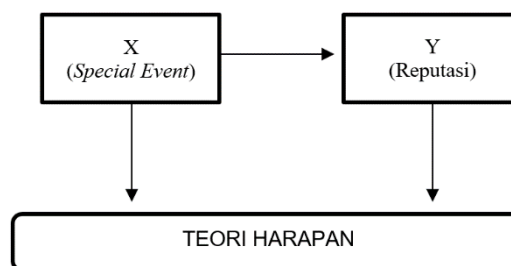 X
(Special Event)
Y
(Reputasi)
TEORI HARAPAN